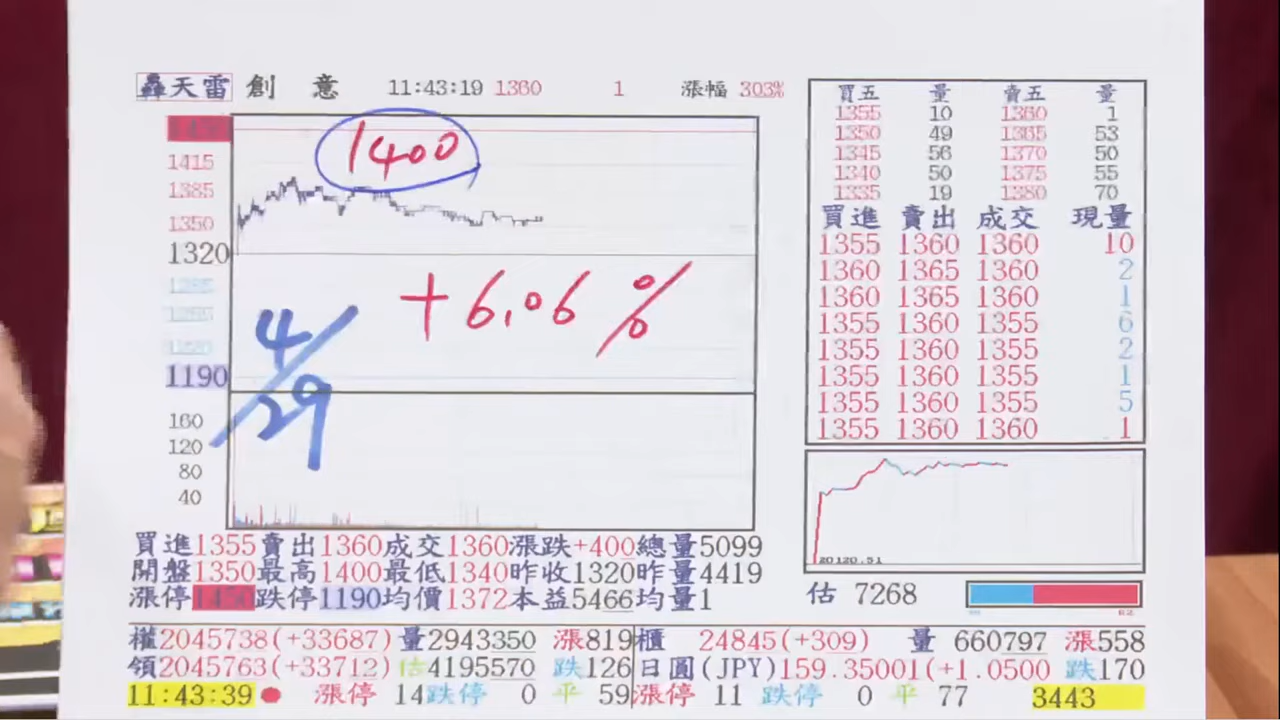 轟天雷 創意 11:43:19 1360 1 漲幅 303%
1415
1385
1350
1320
1190
160
120
80
40
1400
+6.06%
4/29
買五 量 賣五 量
1355 10 1360 1
1350 49 1365 53
1345 56 1370 50
1340 50 1375 55
1335 19 1380 70
買進 賣出 成交 現量
1355 1360 1360 10
1360 1365 1360 2
1360 1365 1360 1
1355 1360 1355 6
1355 1360 1355 2
1355 1360 1355 1
1355 1360 1355 5
1355 1360 1360 1
20120.51
估 7268
買進1355賣出1360成交1360漲跌+400總量5099
開盤1350最高1400最低1340昨收1320昨量4419
漲停 跌停1190均價1372本益5466均量1
權2045738(+33687) 量2943350 漲819
領2045763(+33712) 估4195570 跌126
11:43:39 漲停 14跌停 0 平 59
櫃 24845(+309) 量 660797 漲558
日圓(JPY)159.35001(+1.0500 跌170
漲停 11 跌停 0 平 77 3443